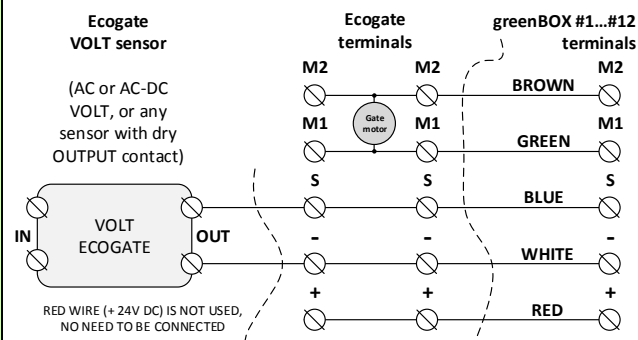 Ecogate
VOLT sensor
(AC or AC-DC
VOLT, or any
sensor with dry
OUTPUT contact)
IN
VOLT
ECOGATE
OUT
RED WIRE (+ 24V DC) IS NOT USED,
NO NEED TO BE CONNECTED
Ecogate
terminals
M2
M2
Gate
motor
M1
M1
S
S
-
-
+
+
greenBOX #1...#12
terminals
M2
BROWN
M1
GREEN
S
BLUE
-
WHITE
+
RED